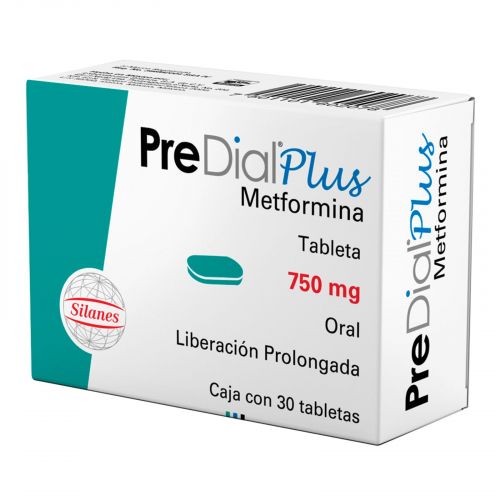 PreDial® Plus
Metformina
Tableta
750 mg
Oral
Liberación Prolongada
Caja con 30 tabletas
Silanes
PreDial® Plus
Metformina